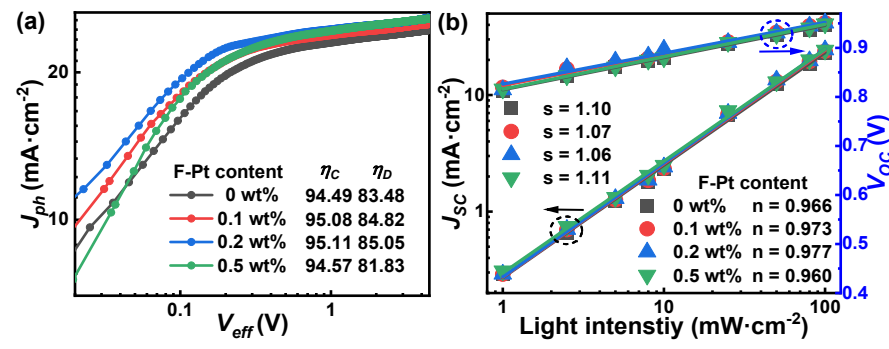 (a)
J_ph (mA·cm⁻²)
20
10
F-Pt content η_C η_D
0 wt% 94.49 83.48
0.1 wt% 95.08 84.82
0.2 wt% 95.11 85.05
0.5 wt% 94.57 81.83
0.1 1
V_eff (V)
(b)
J_SC (mA·cm⁻²)
10
1
s = 1.10
s = 1.07
s = 1.06
s = 1.11
F-Pt content
0 wt% n = 0.966
0.1 wt% n = 0.973
0.2 wt% n = 0.977
0.5 wt% n = 0.960
1 10 100
Light intenstiy (mW·cm⁻²)
0.9
0.8
0.7
0.6
0.5
0.4
V_OC (V)